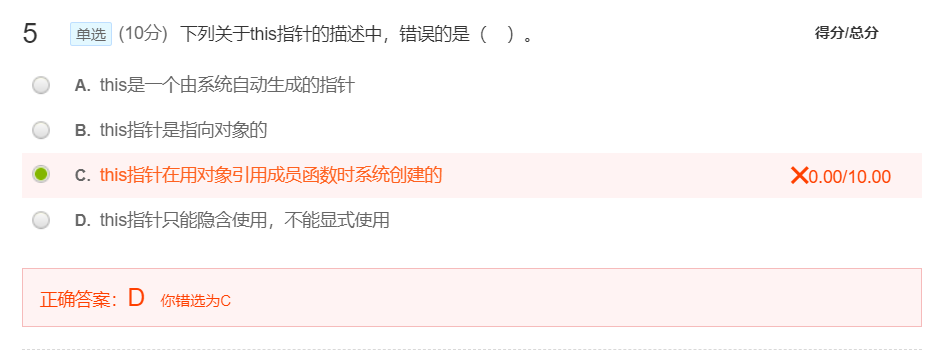 5 单选 (10分) 下列关于this指针的描述中，错误的是（ ）。 得分/总分
A. this是一个由系统自动生成的指针
B. this指针是指向对象的
C. this指针在用对象引用成员函数时系统创建的 0.00/10.00
D. this指针只能隐含使用，不能显式使用
正确答案：D 你错选为C